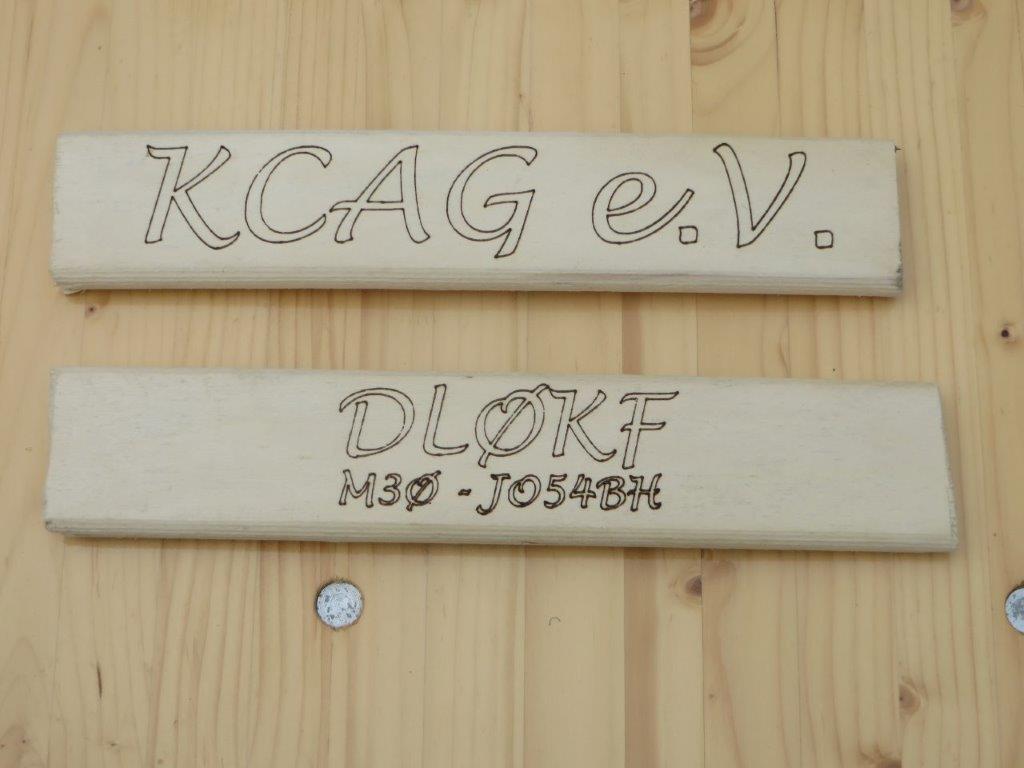 KCAG e.V.
DLØKF
M3Ø - JO54BH